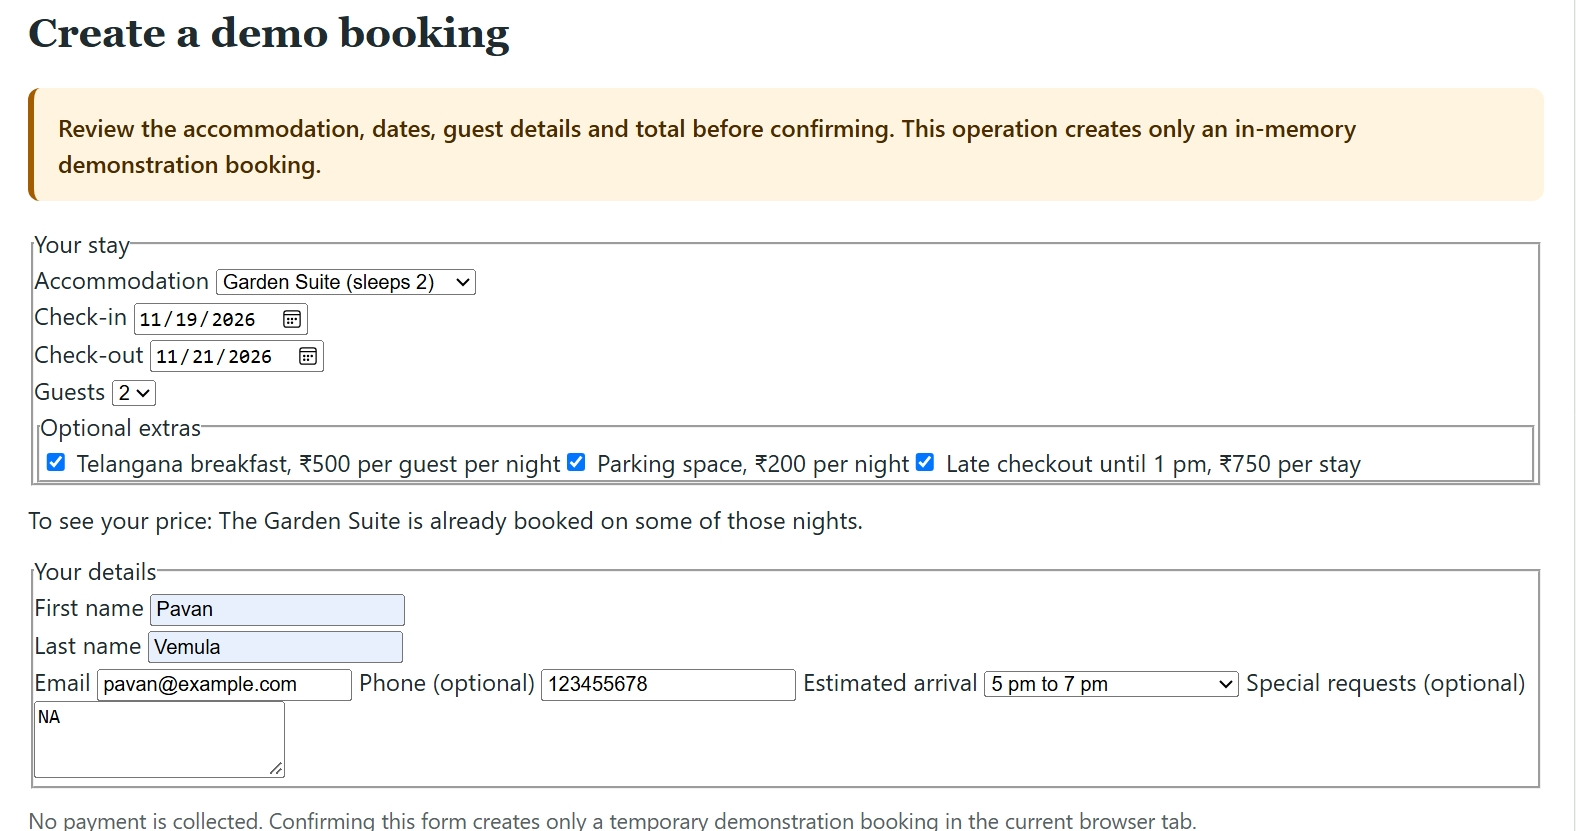 Create a demo booking
Review the accommodation, dates, guest details and total before confirming. This operation creates only an in-memory
demonstration booking.
Your stay
Accommodation Garden Suite (sleeps 2)
Check-in 11/19/2026
Check-out 11/21/2026
Guests 2
Optional extras
Telangana breakfast, ₹500 per guest per night Parking space, ₹200 per night Late checkout until 1 pm, ₹750 per stay
To see your price: The Garden Suite is already booked on some of those nights.
Your details
First name Pavan
Last name Vemula
Email pavan@example.com Phone (optional) 123455678 Estimated arrival 5 pm to 7 pm Special requests (optional)
NA
No payment is collected. Confirming this form creates only a temporary demonstration booking in the current browser tab.